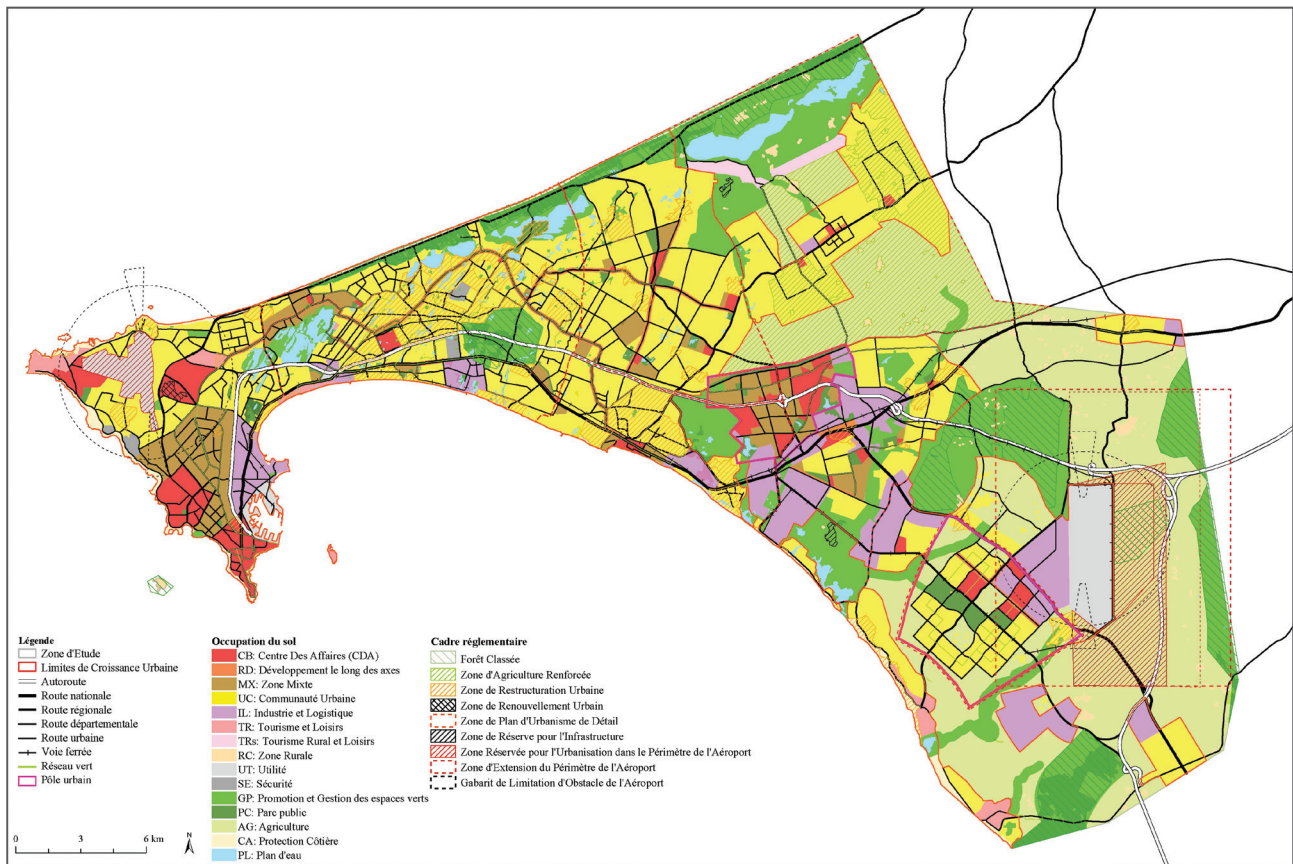 Légende
Zone d'Etude
Limites de Croissance Urbaine
Autoroute
Route nationale
Route régionale
Route départementale
Route urbaine
Voie ferrée
Réseau vert
Pôle urbain
0 3 6 km
N
Occupation du sol
CB: Centre Des Affaires (CDA)
RD: Développement le long des axes
MX: Zone Mixte
UC: Communauté Urbaine
IL: Industrie et Logistique
TR: Tourisme et Loisirs
TRs: Tourisme Rural et Loisirs
RC: Zone Rurale
UT: Utilité
SE: Sécurité
GP: Promotion et Gestion des espaces verts
PC: Parc public
AG: Agriculture
CA: Protection Côtière
PL: Plan d'eau
Cadre réglementaire
Forêt Classée
Zone d'Agriculture Renforcée
Zone de Restructuration Urbaine
Zone de Renouvellement Urbain
Zone de Plan d'Urbanisme de Détail
Zone de Réserve pour l'Infrastructure
Zone Réservée pour l'Urbanisation dans le Périmètre de l'Aéroport
Zone d'Extension du Périmètre de l'Aéroport
Gabarit de Limitation d'Obstacle de l'Aéroport